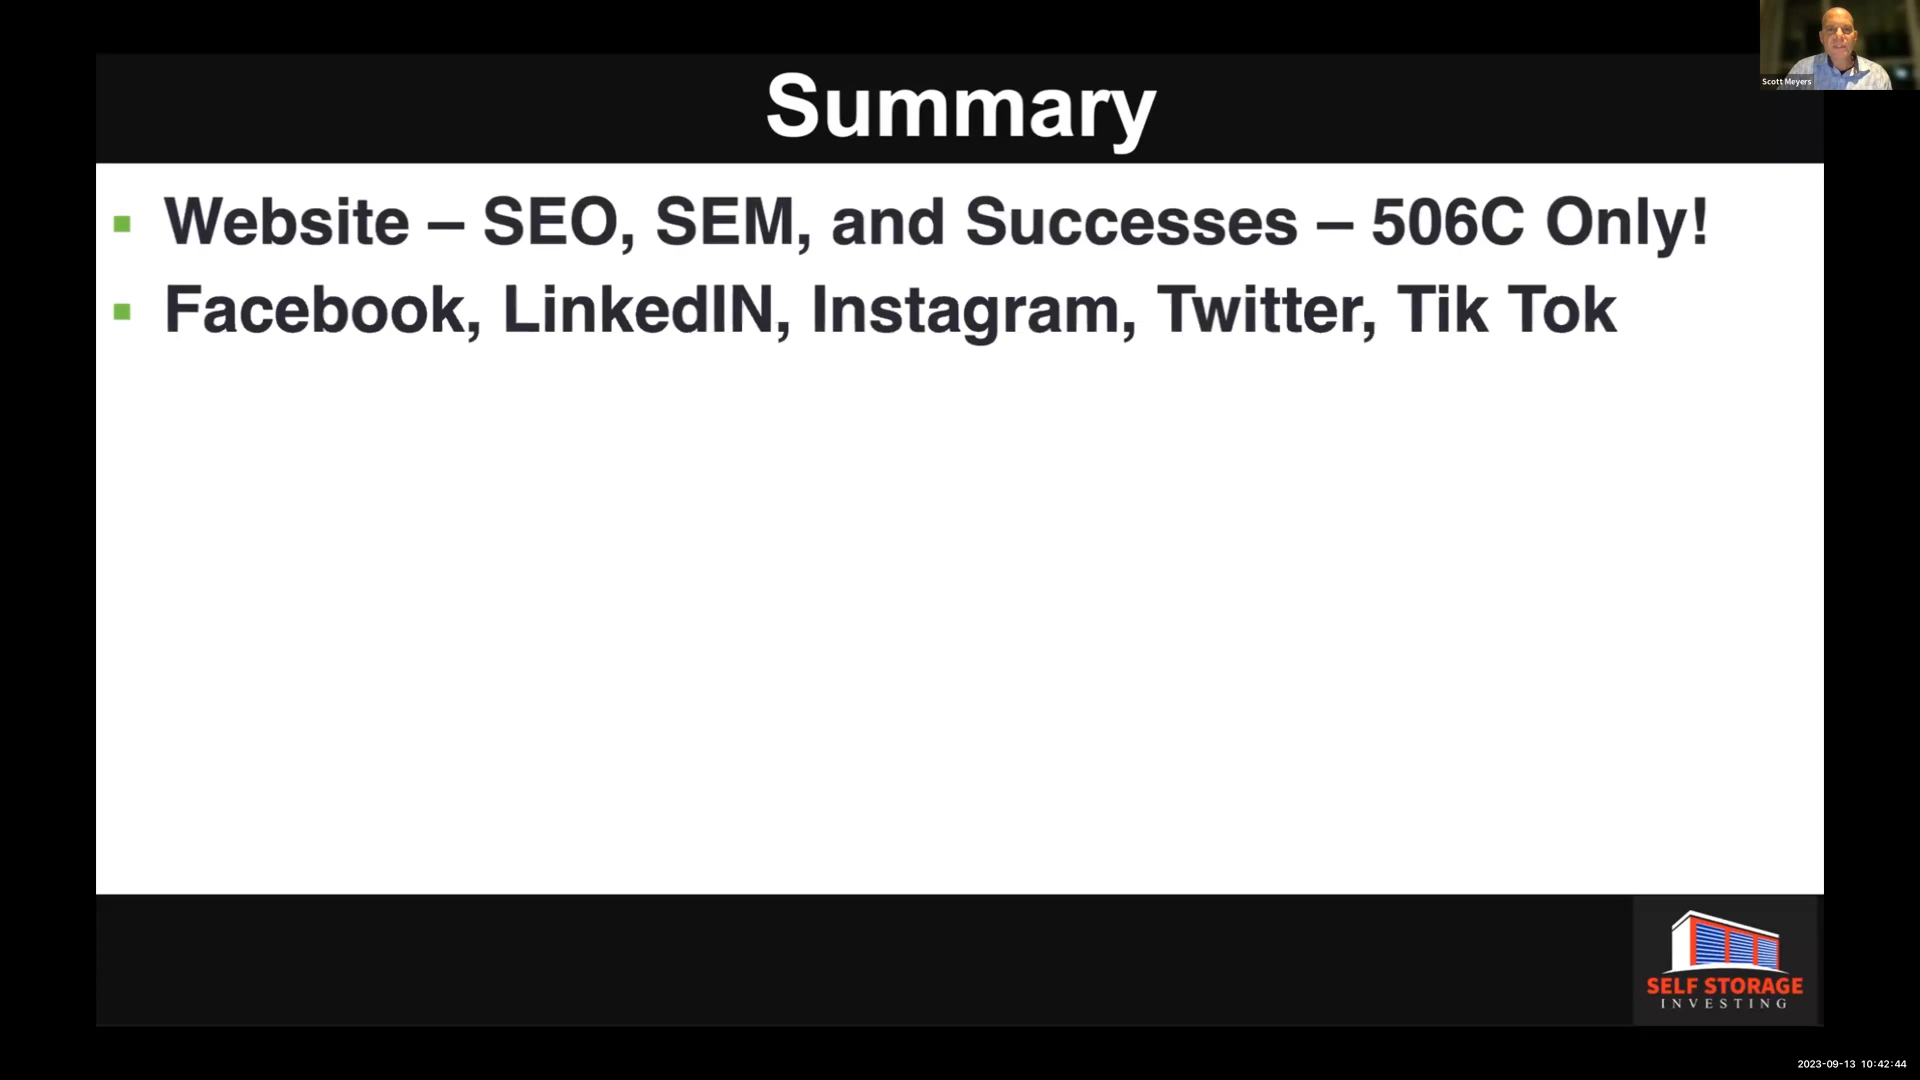 Scott Meyers
Summary
Website – SEO, SEM, and Successes – 506C Only!
Facebook, LinkedIN, Instagram, Twitter, Tik Tok
SELF STORAGE
INVESTING
2023-09-13 10:42:44